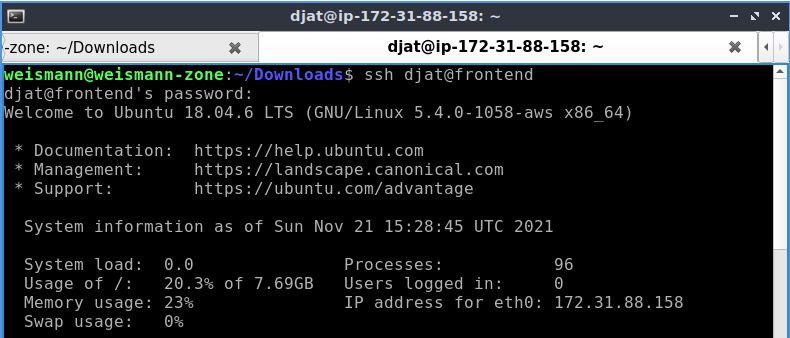 djat@ip-172-31-88-158: ~
-zone: ~/Downloads djat@ip-172-31-88-158: ~
weismann@weismann-zone:~/Downloads$ ssh djat@frontend
djat@frontend's password:
Welcome to Ubuntu 18.04.6 LTS (GNU/Linux 5.4.0-1058-aws x86_64)
* Documentation:  https://help.ubuntu.com
* Management:     https://landscape.canonical.com
* Support:        https://ubuntu.com/advantage
System information as of Sun Nov 21 15:28:45 UTC 2021
System load:  0.0               Processes:           96
Usage of /:   20.3% of 7.69GB   Users logged in:     0
Memory usage: 23%               IP address for eth0: 172.31.88.158
Swap usage:   0%